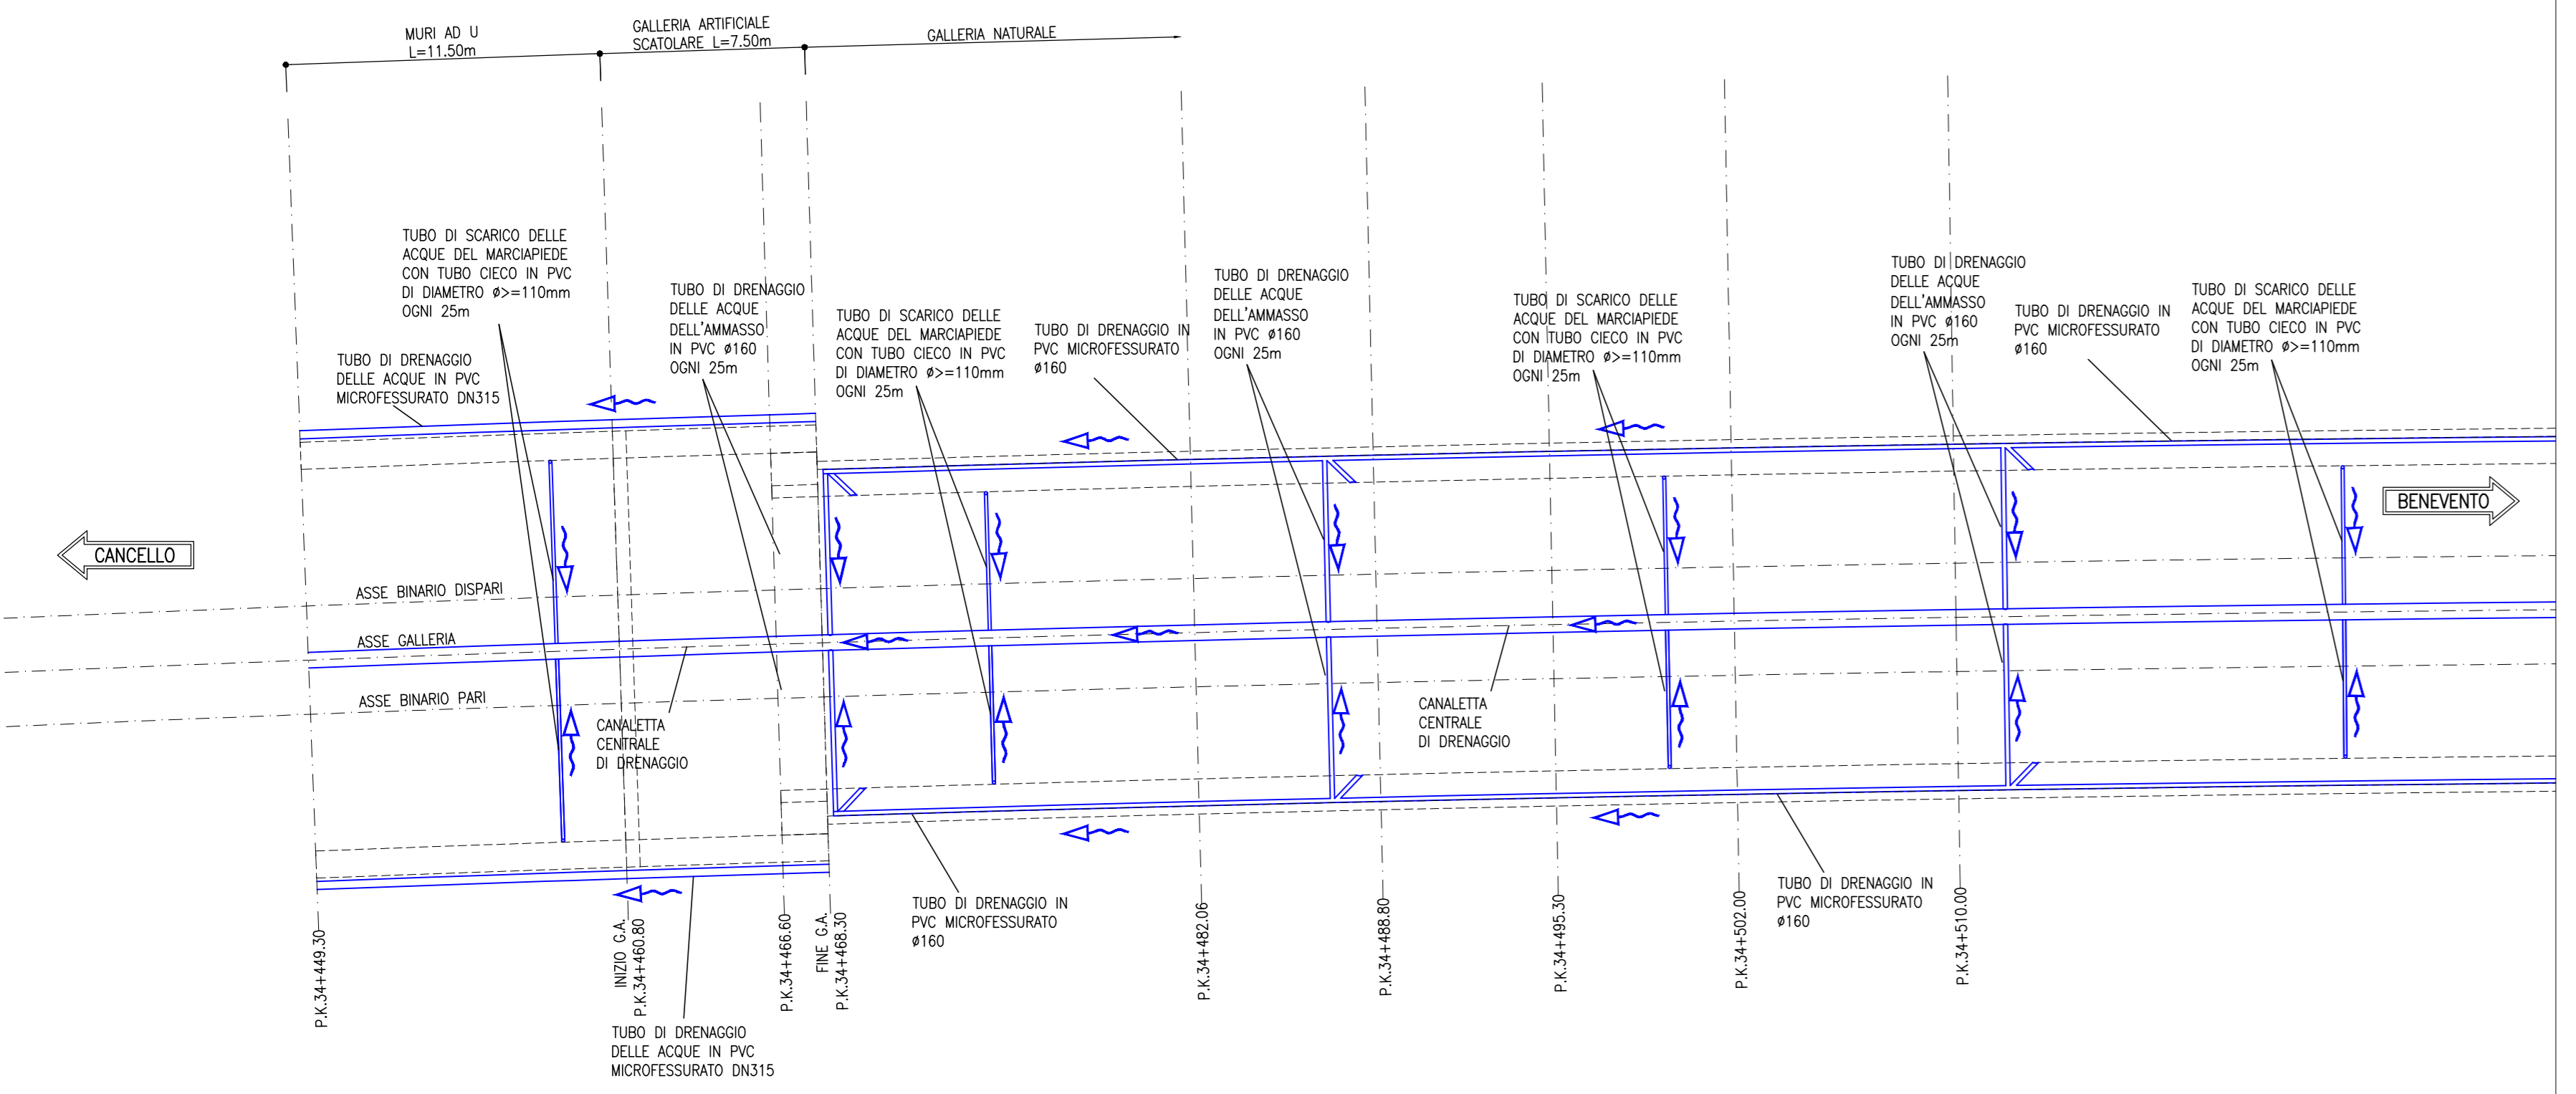 MURI AD U
L=11.50m
GALLERIA ARTIFICIALE
SCATOLARE L=7.50m
GALLERIA NATURALE
TUBO DI SCARICO DELLE
ACQUE DEL MARCIAPIEDE
CON TUBO CIECO IN PVC
DI DIAMETRO ø>=110mm
OGNI 25m
TUBO DI DRENAGGIO
DELLE ACQUE IN PVC
MICROFESSURATO DN315
TUBO DI DRENAGGIO
DELLE ACQUE
DELL'AMMASSO
IN PVC ø160
OGNI 25m
TUBO DI SCARICO DELLE
ACQUE DEL MARCIAPIEDE
CON TUBO CIECO IN PVC
DI DIAMETRO ø>=110mm
OGNI 25m
TUBO DI DRENAGGIO IN
PVC MICROFESSURATO
ø160
TUBO DI DRENAGGIO
DELLE ACQUE
DELL'AMMASSO
IN PVC ø160
OGNI 25m
TUBO DI SCARICO DELLE
ACQUE DEL MARCIAPIEDE
CON TUBO CIECO IN PVC
DI DIAMETRO ø>=110mm
OGNI 25m
TUBO DI DRENAGGIO
DELLE ACQUE
DELL'AMMASSO
IN PVC ø160
OGNI 25m
TUBO DI DRENAGGIO IN
PVC MICROFESSURATO
ø160
TUBO DI SCARICO DELLE
ACQUE DEL MARCIAPIEDE
CON TUBO CIECO IN PVC
DI DIAMETRO ø>=110mm
OGNI 25m
CANCELLO
BENEVENTO
ASSE BINARIO DISPARI
ASSE GALLERIA
ASSE BINARIO PARI
CANALETTA
CENTRALE
DI DRENAGGIO
CANALETTA
CENTRALE
DI DRENAGGIO
TUBO DI DRENAGGIO IN
PVC MICROFESSURATO
ø160
TUBO DI DRENAGGIO IN
PVC MICROFESSURATO
ø160
P.K.34+449.30
INIZIO G.A.
P.K.34+460.80
P.K.34+466.60
FINE G.A.
P.K.34+468.30
P.K.34+482.06
P.K.34+488.80
P.K.34+495.30
P.K.34+502.00
P.K.34+510.00
TUBO DI DRENAGGIO
DELLE ACQUE IN PVC
MICROFESSURATO DN315